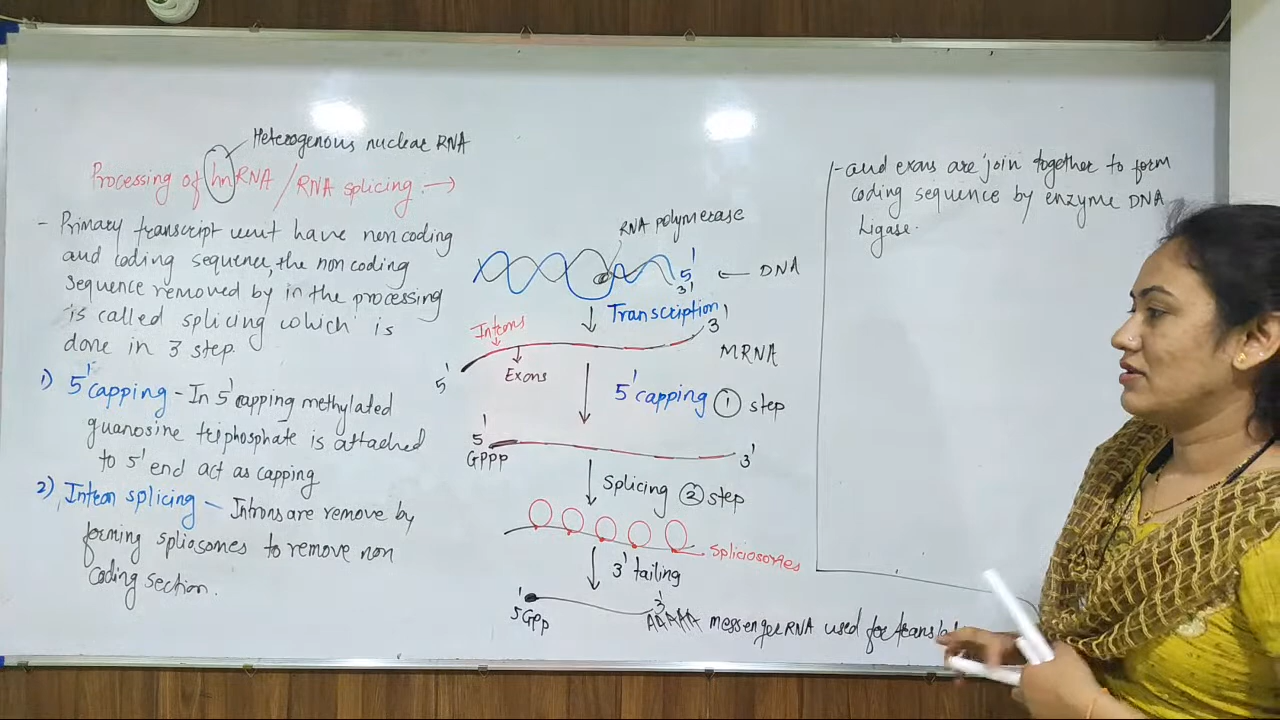 Heterogenous nuclear RNA
Processing of hnRNA / RNA splicing. →
- Primary transcript unit have non coding
and coding sequence, the non coding
sequence removed by in the processing
is called splicing which is
done in 3 step.
1) 5' capping - In 5' capping methylated
guanosine triphosphate is attached
to 5' end act as capping
2) Intron splicing - Introns are remove by
forming spliosomes to remove non
coding section.
RNA polymerase
5'
3'
← DNA
↓ Transcription
Introns
3'
5'
Exons
MRNA
↓ 5' capping ① step
5'
GPPP
3'
↓ Splicing ② step
Spliciosomes
↓ 3' tailing
5' GPP
3'
AAAAA messenger RNA used for
- and exans are join together to form
coding sequence by enzyme DNA
Ligase.